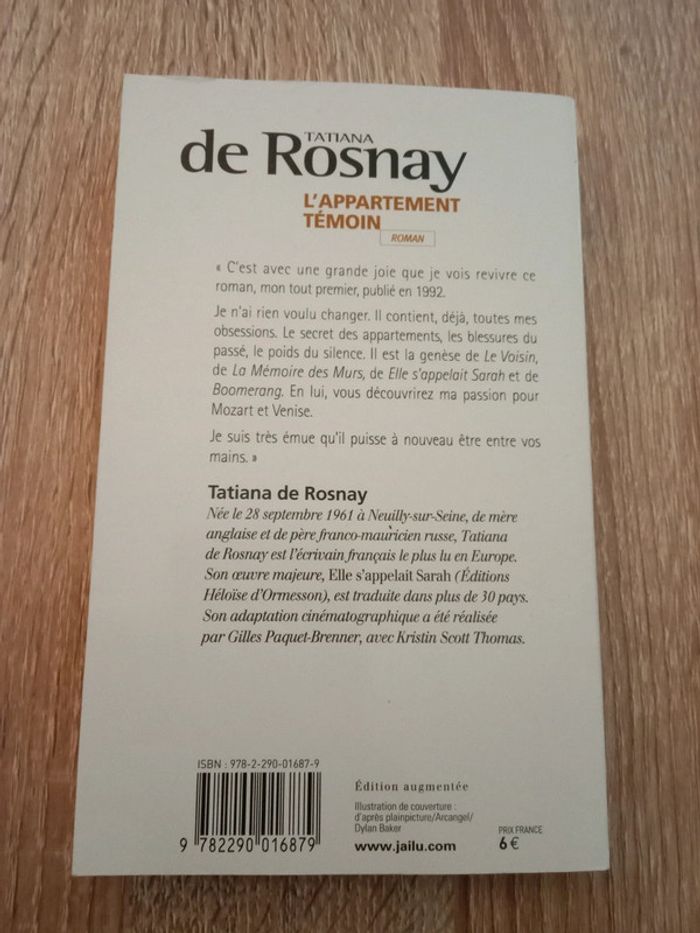 TATIANA
de Rosnay
L'APPARTEMENT
TÉMOIN
ROMAN
« C'est avec une grande joie que je vois revivre ce
roman, mon tout premier, publié en 1992.
Je n'ai rien voulu changer. Il contient, déjà, toutes mes
obsessions. Le secret des appartements, les blessures du
passé, le poids du silence. Il est la genèse de Le Voisin,
de La Mémoire des Murs, de Elle s'appelait Sarah et de
Boomerang. En lui, vous découvrirez ma passion pour
Mozart et Venise.
Je suis très émue qu'il puisse à nouveau être entre vos
mains. »
Tatiana de Rosnay
Née le 28 septembre 1961 à Neuilly-sur-Seine, de mère
anglaise et de père franco-mauricien russe, Tatiana
de Rosnay est l'écrivain français le plus lu en Europe.
Son œuvre majeure, Elle s'appelait Sarah (Éditions
Héloïse d'Ormesson), est traduite dans plus de 30 pays.
Son adaptation cinématographique a été réalisée
par Gilles Paquet-Brenner, avec Kristin Scott Thomas.
ISBN : 978-2-290-01687-9
9 782290 016879
Édition augmentée
Illustration de couverture :
d'après plainpicture/Arcangel/
Dylan Baker
www.jailu.com
PRIX FRANCE
6 €